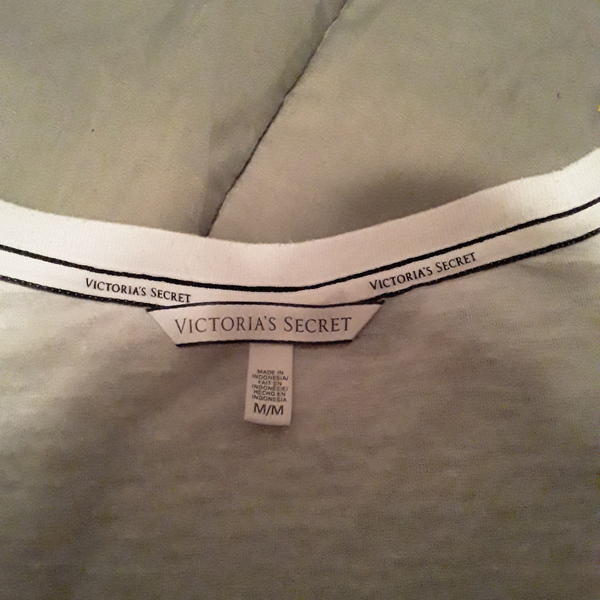 VICTORIA'S SECRET
VICTORIA'S SECRET
VICTORIA'S SECRET
MADE IN
INDONESIA/
FAIT EN
INDONESIE/
HECHO EN
INDONESIA
M/M